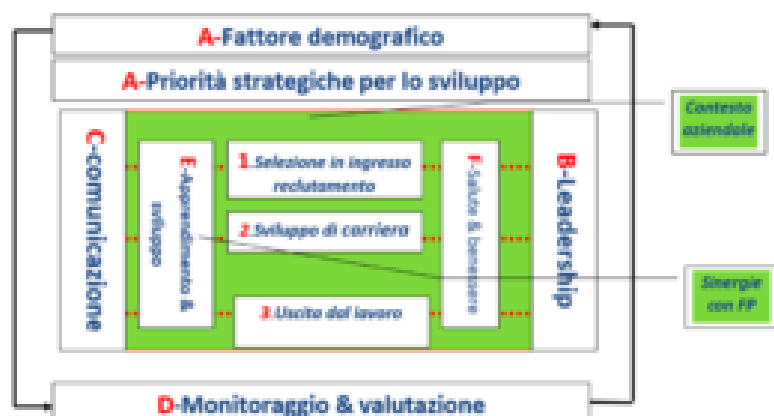 A-Fattore demografico
A-Priorità strategiche per lo sviluppo
C-comunicazione
E-Apprendimento &
sviluppo
1.Selezione in ingresso
reclutamento
2.Sviluppo di carriera
3.Uscita dal lavoro
F-Salute & benessere
B-Leadership
Contesto
aziendale
Sinergie
con FP
D-Monitoraggio & valutazione